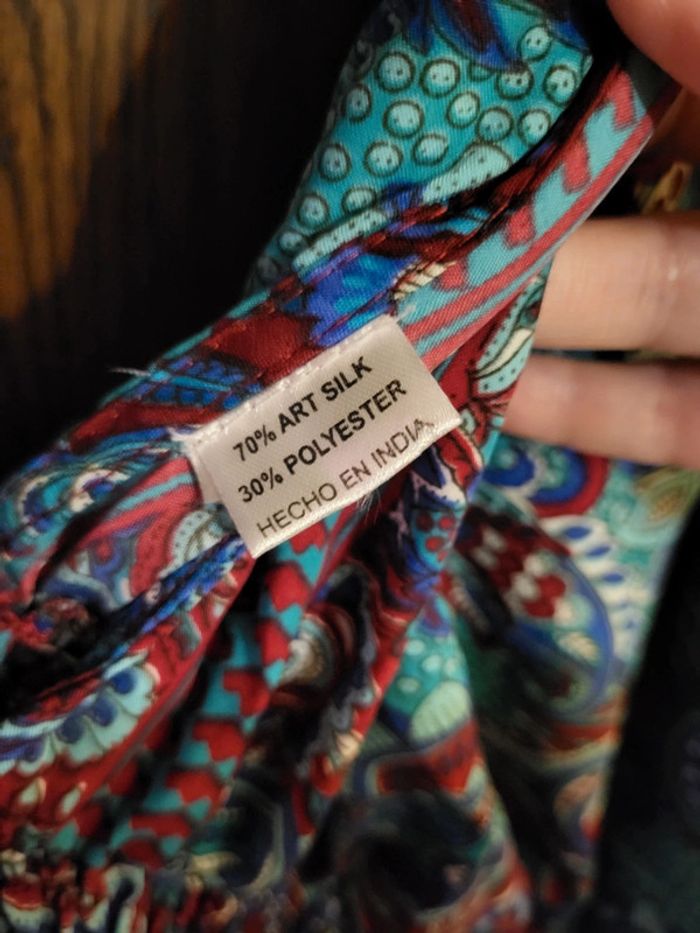 70% ART SILK
30% POLYESTER
HECHO EN INDIA